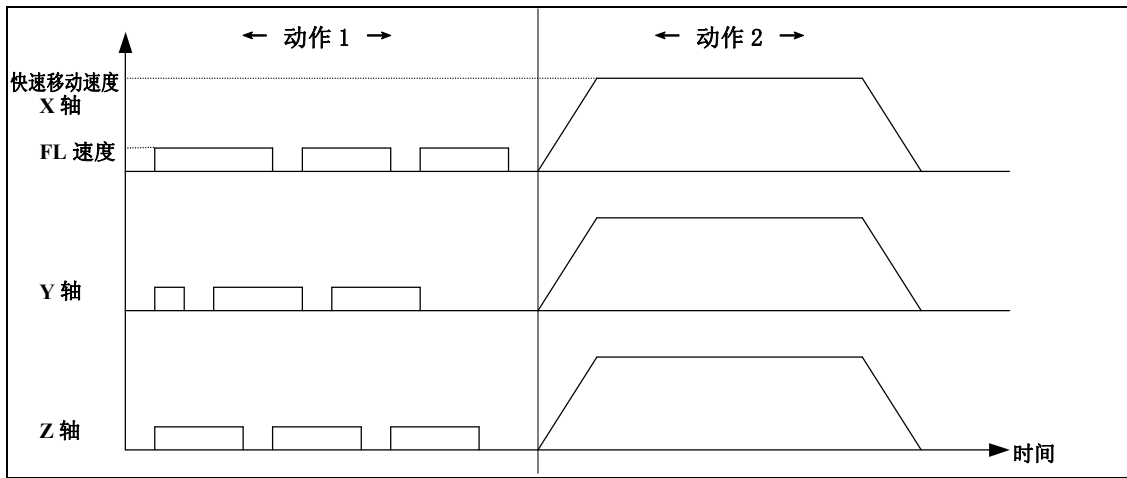 ← 动作 1 →
← 动作 2 →
快速移动速度
X 轴
FL 速度
Y 轴
Z 轴
时间